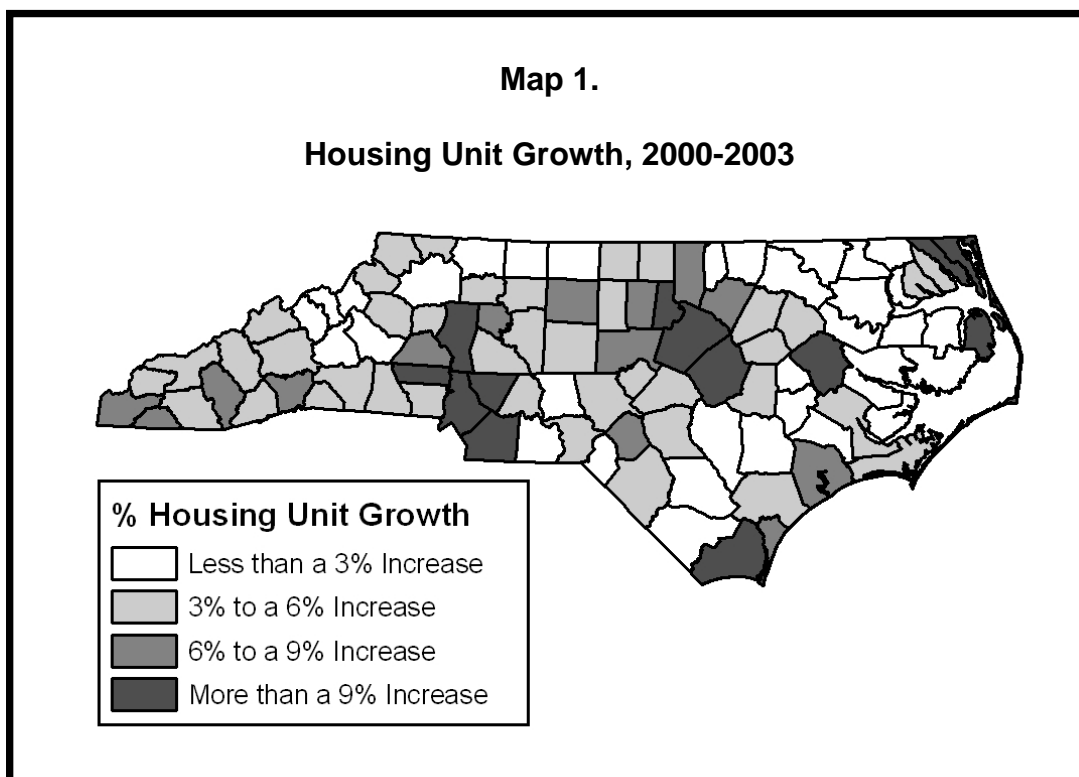 Map 1.
Housing Unit Growth, 2000-2003
% Housing Unit Growth
Less than a 3% Increase
3% to a 6% Increase
6% to a 9% Increase
More than a 9% Increase